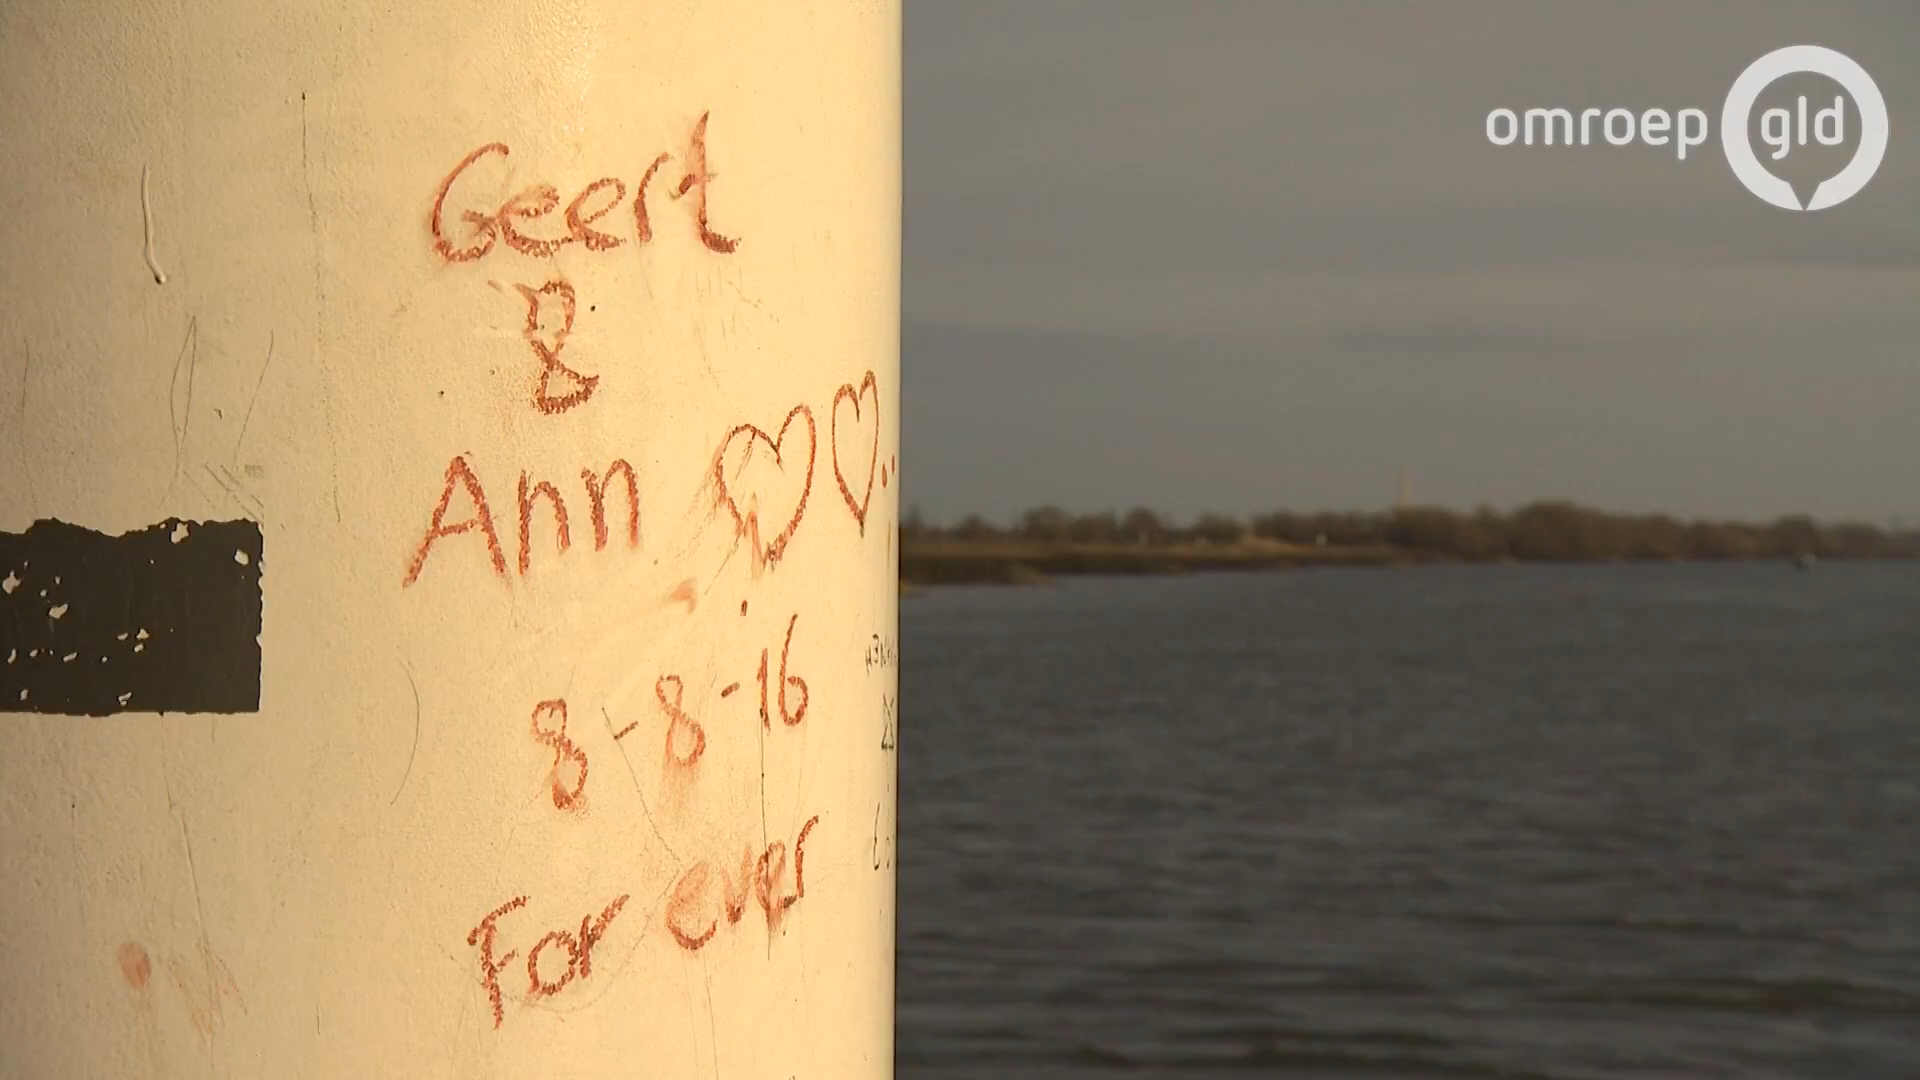 omroep gld
Geert
&
Ann
8-8-16
For ever